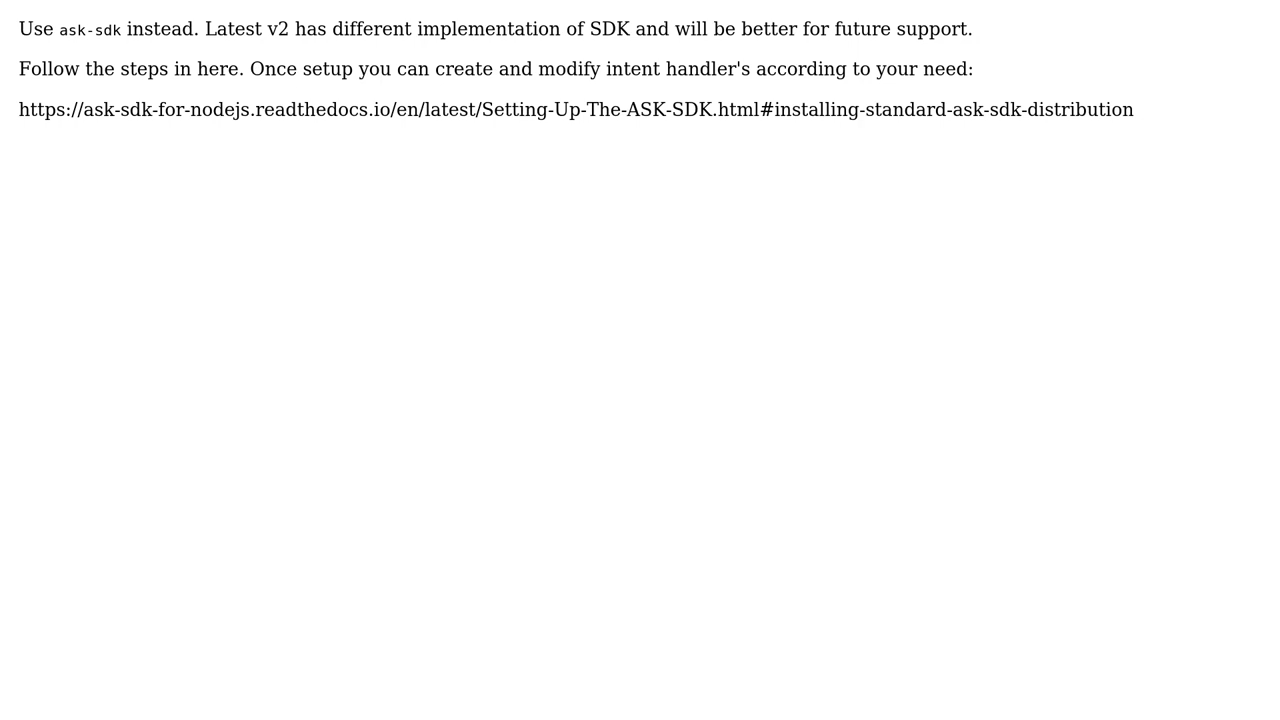 Use ask-sdk instead. Latest v2 has different implementation of SDK and will be better for future support.
Follow the steps in here. Once setup you can create and modify intent handler's according to your need:
https://ask-sdk-for-nodejs.readthedocs.io/en/latest/Setting-Up-The-ASK-SDK.html#installing-standard-ask-sdk-distribution